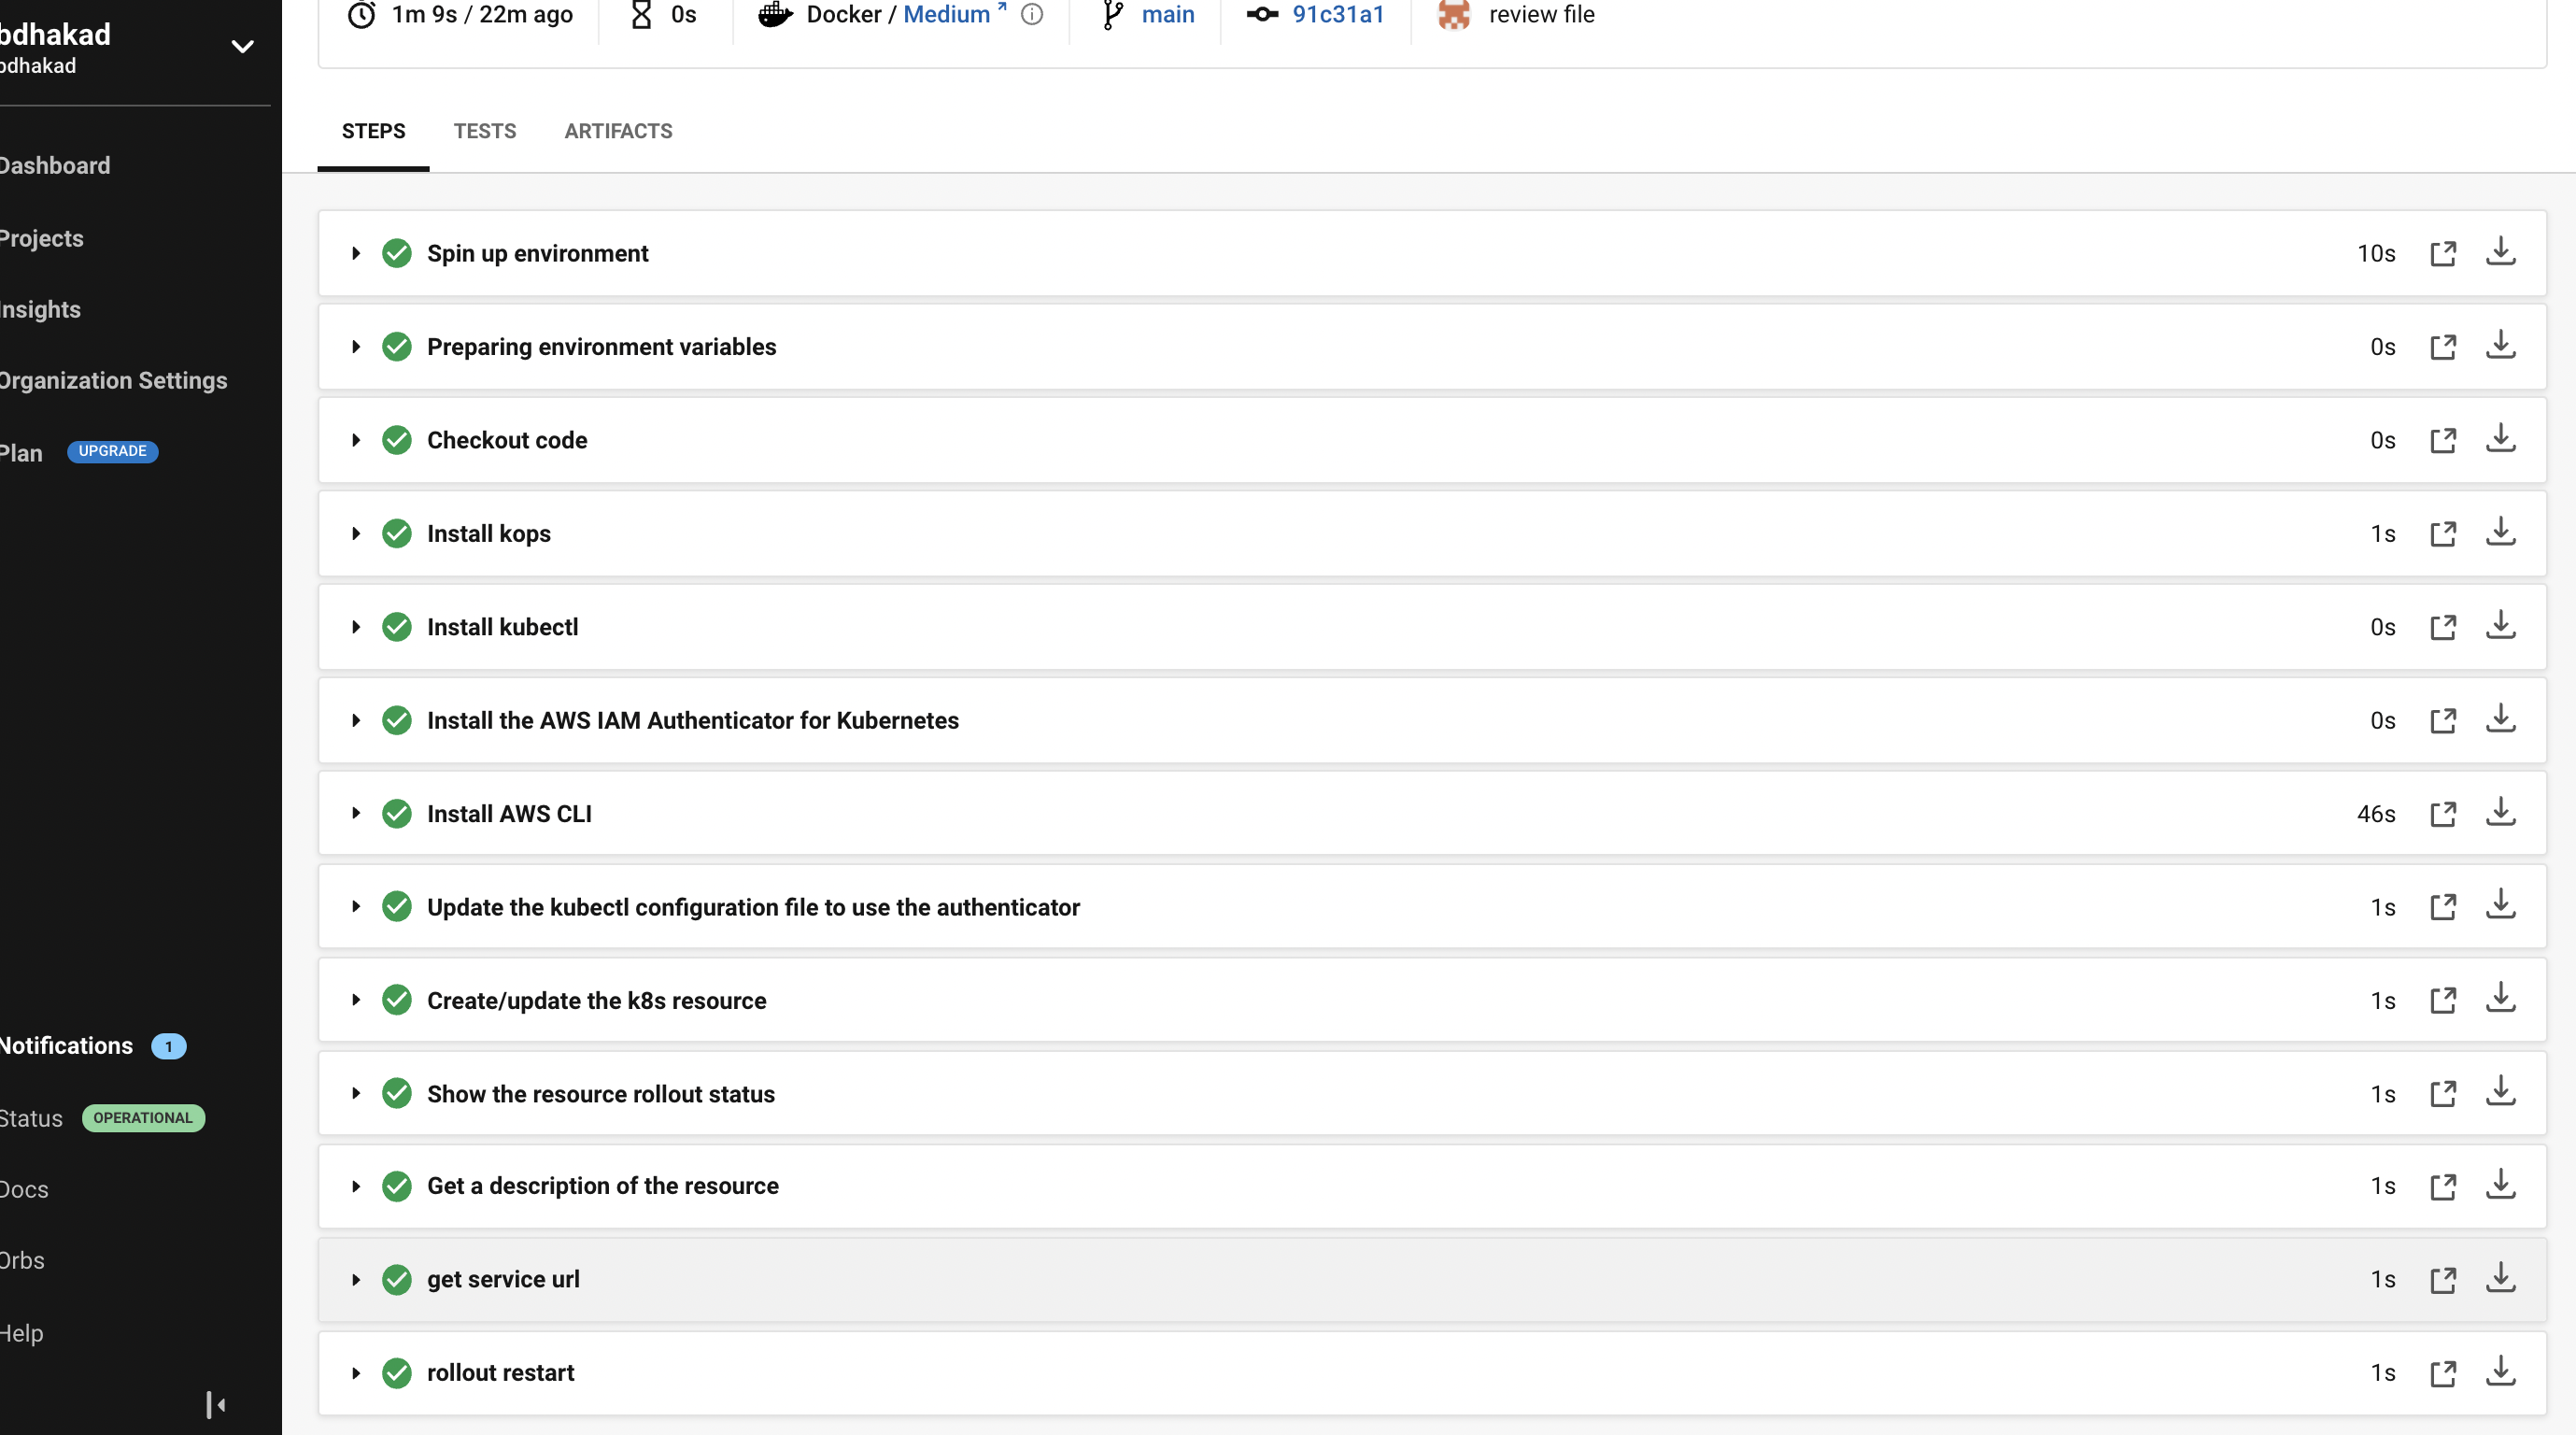 bdhakad
bdhakad
Dashboard
Projects
Insights
Organization Settings
Plan UPGRADE
Notifications 1
Status OPERATIONAL
Docs
Orbs
Help
1m 9s / 22m ago 0s Docker / Medium main 91c31a1 review file
STEPS TESTS ARTIFACTS
Spin up environment 10s
Preparing environment variables 0s
Checkout code 0s
Install kops 1s
Install kubectl 0s
Install the AWS IAM Authenticator for Kubernetes 0s
Install AWS CLI 46s
Update the kubectl configuration file to use the authenticator 1s
Create/update the k8s resource 1s
Show the resource rollout status 1s
Get a description of the resource 1s
get service url 1s
rollout restart 1s